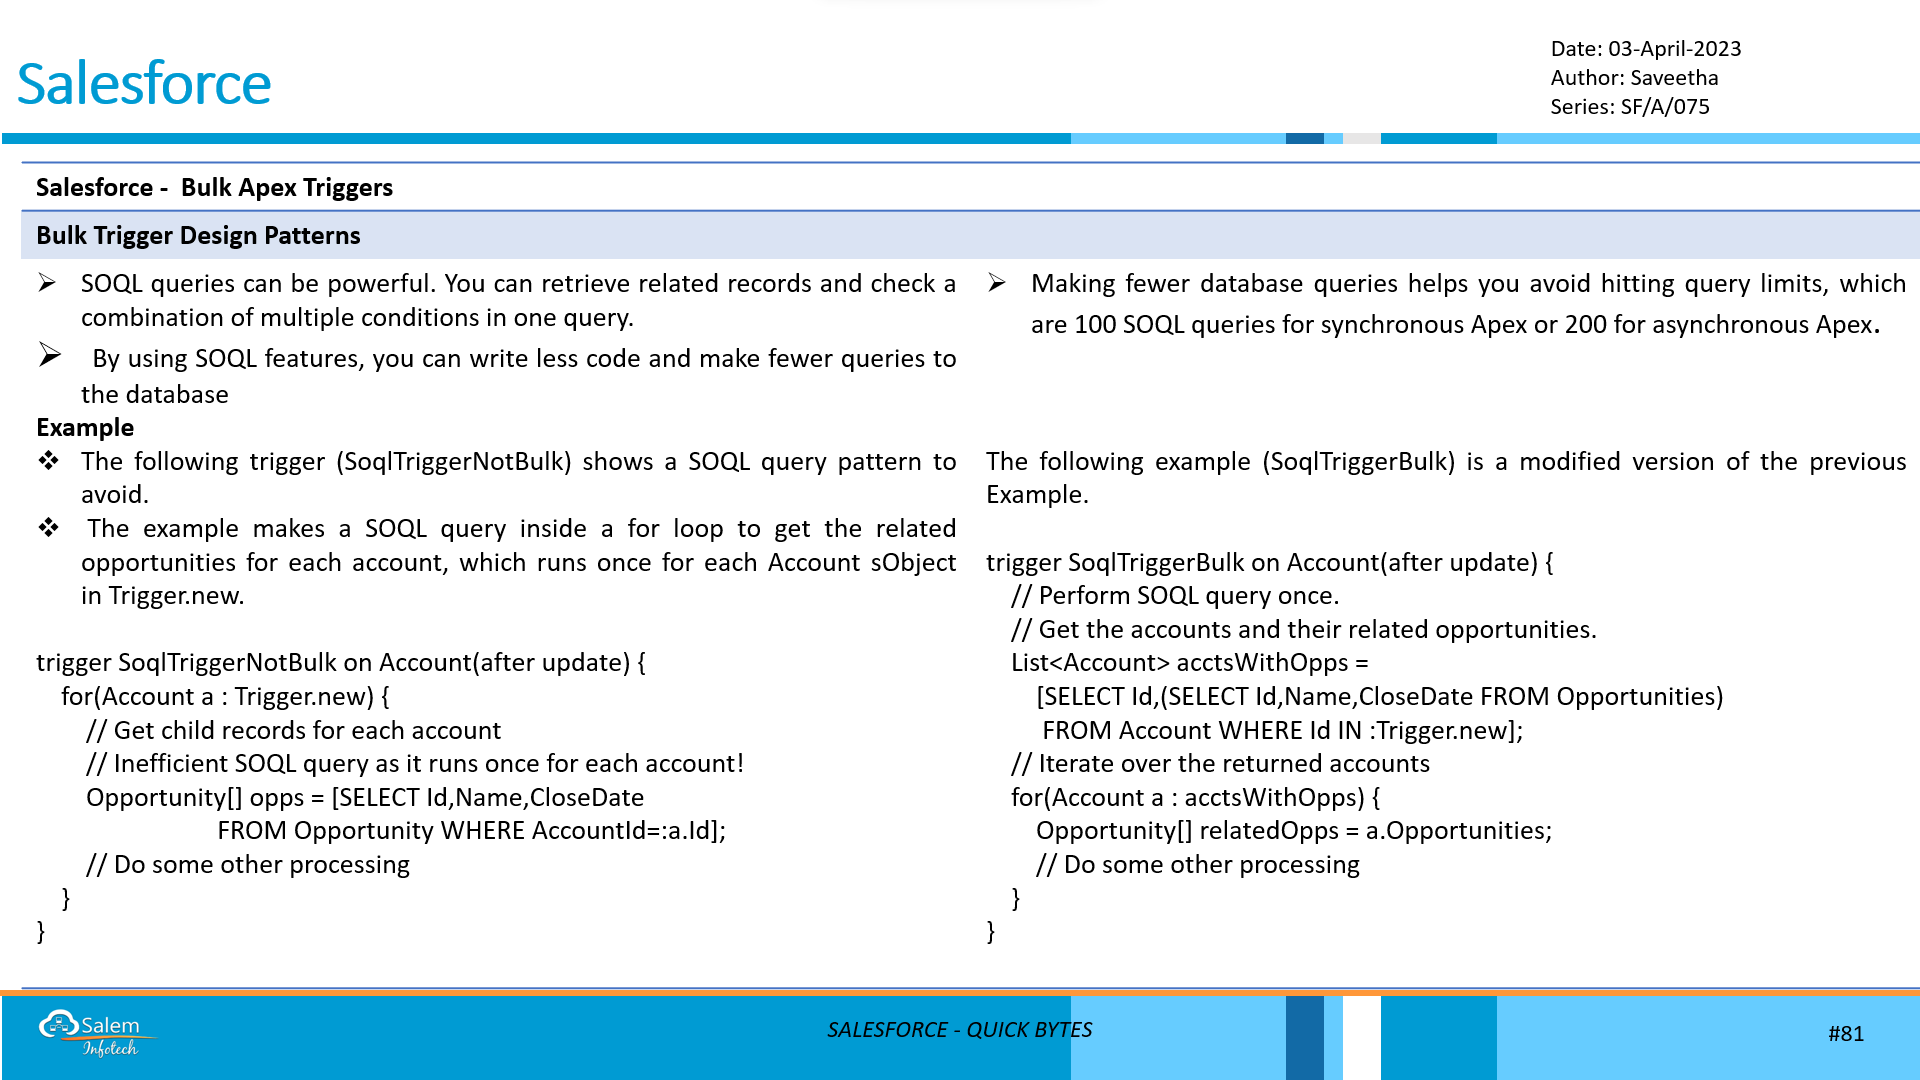 Salesforce
Date: 03-April-2023
Author: Saveetha
Series: SF/A/075
Salesforce - Bulk Apex Triggers
Bulk Trigger Design Patterns
➢ SOQL queries can be powerful. You can retrieve related records and check a
combination of multiple conditions in one query.
➢ By using SOQL features, you can write less code and make fewer queries to
the database
➢ Making fewer database queries helps you avoid hitting query limits, which
are 100 SOQL queries for synchronous Apex or 200 for asynchronous Apex.
Example
❖ The following trigger (SoqlTriggerNotBulk) shows a SOQL query pattern to
avoid.
❖ The example makes a SOQL query inside a for loop to get the related
opportunities for each account, which runs once for each Account sObject
in Trigger.new.
trigger SoqlTriggerNotBulk on Account(after update) {
for(Account a : Trigger.new) {
// Get child records for each account
// Inefficient SOQL query as it runs once for each account!
Opportunity[] opps = [SELECT Id,Name,CloseDate
FROM Opportunity WHERE AccountId=:a.Id];
// Do some other processing
}
}
The following example (SoqlTriggerBulk) is a modified version of the previous
Example.
trigger SoqlTriggerBulk on Account(after update) {
// Perform SOQL query once.
// Get the accounts and their related opportunities.
List<Account> acctsWithOpps =
[SELECT Id,(SELECT Id,Name,CloseDate FROM Opportunities)
FROM Account WHERE Id IN :Trigger.new];
// Iterate over the returned accounts
for(Account a : acctsWithOpps) {
Opportunity[] relatedOpps = a.Opportunities;
// Do some other processing
}
}
Salem
Infotech
SALESFORCE - QUICK BYTES
#81